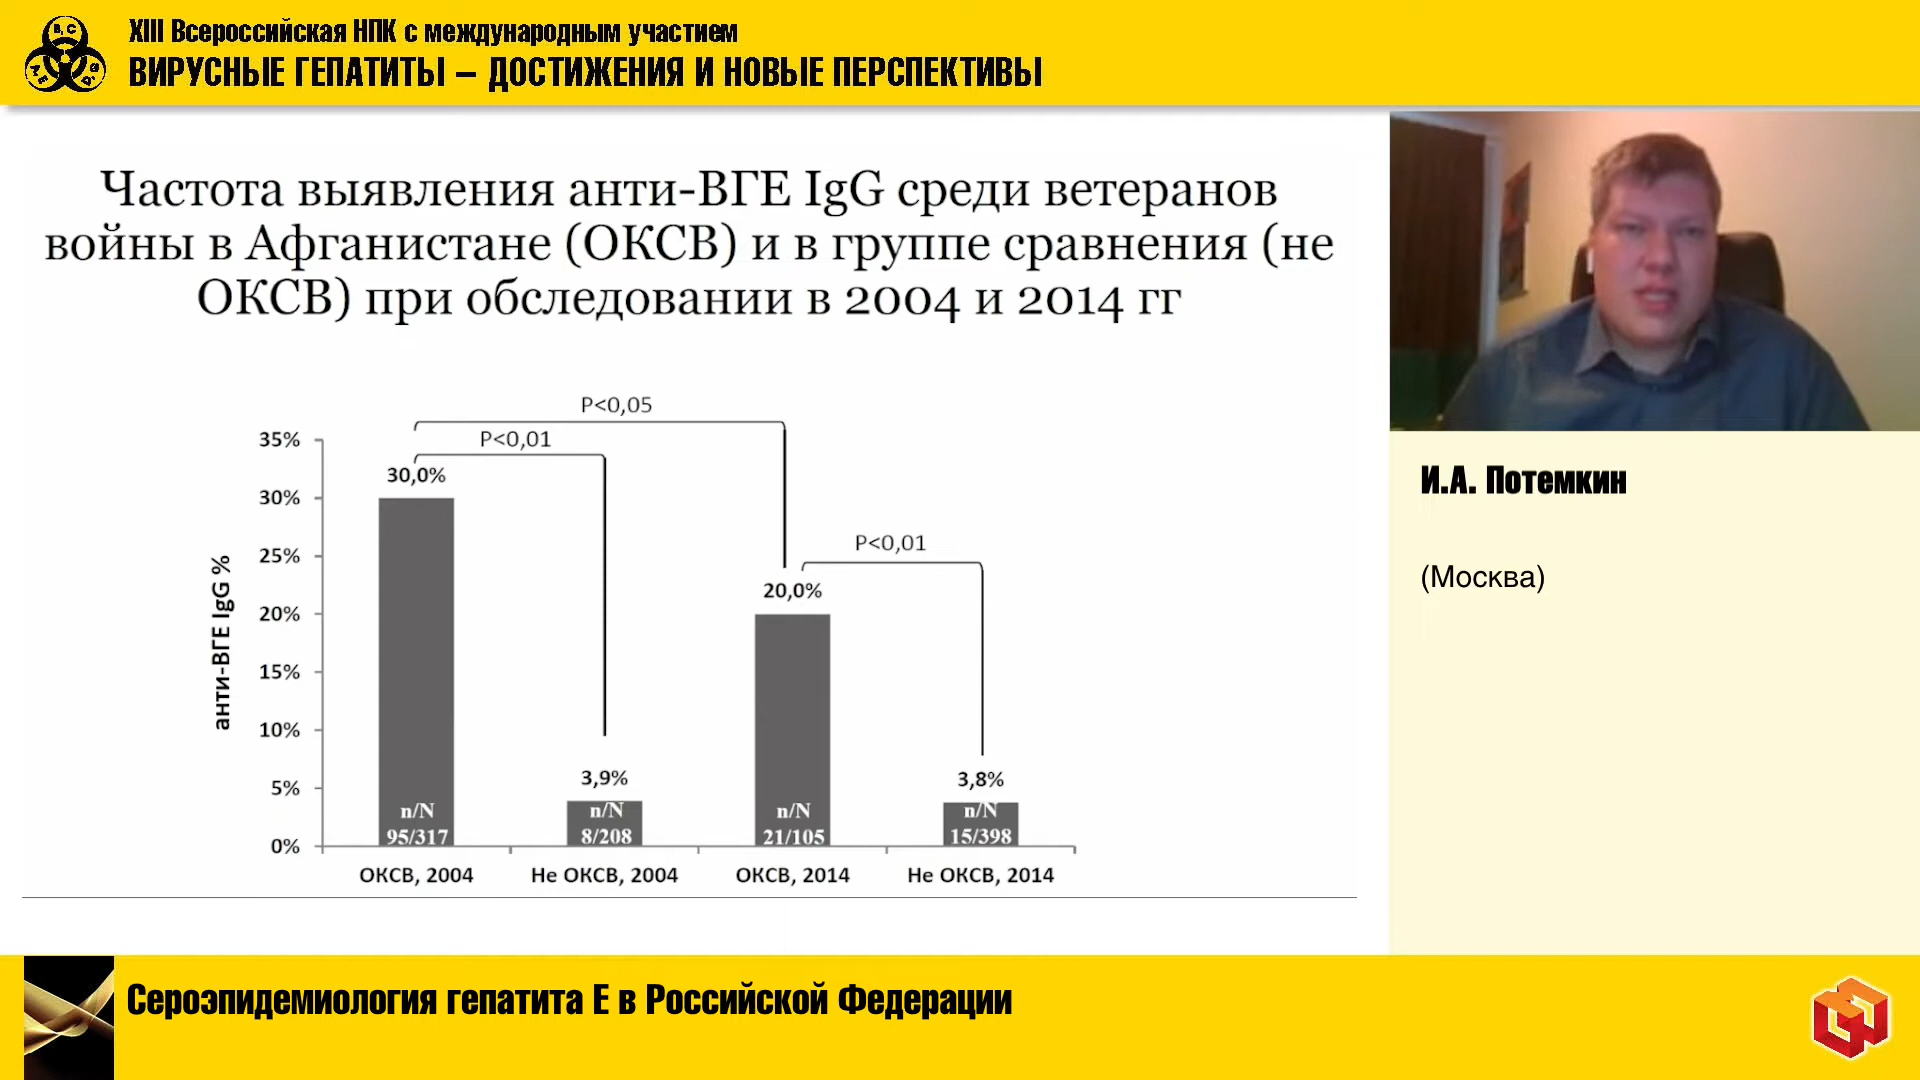 XIII Всероссийская НПК с международным участием
ВИРУСНЫЕ ГЕПАТИТЫ – ДОСТИЖЕНИЯ И НОВЫЕ ПЕРСПЕКТИВЫ
Частота выявления анти-ВГЕ IgG среди ветеранов
войны в Афганистане (ОКСВ) и в группе сравнения (не
ОКСВ) при обследовании в 2004 и 2014 гг
P<0,05
P<0,01
P<0,01
анти-ВГЕ IgG %
35%
30%
25%
20%
15%
10%
5%
0%
30,0%
3,9%
20,0%
3,8%
n/N
95/317
n/N
8/208
n/N
21/105
n/N
15/398
ОКСВ, 2004
Не ОКСВ, 2004
ОКСВ, 2014
Не ОКСВ, 2014
И.А. Потемкин
(Москва)
Сероэпидемиология гепатита Е в Российской Федерации